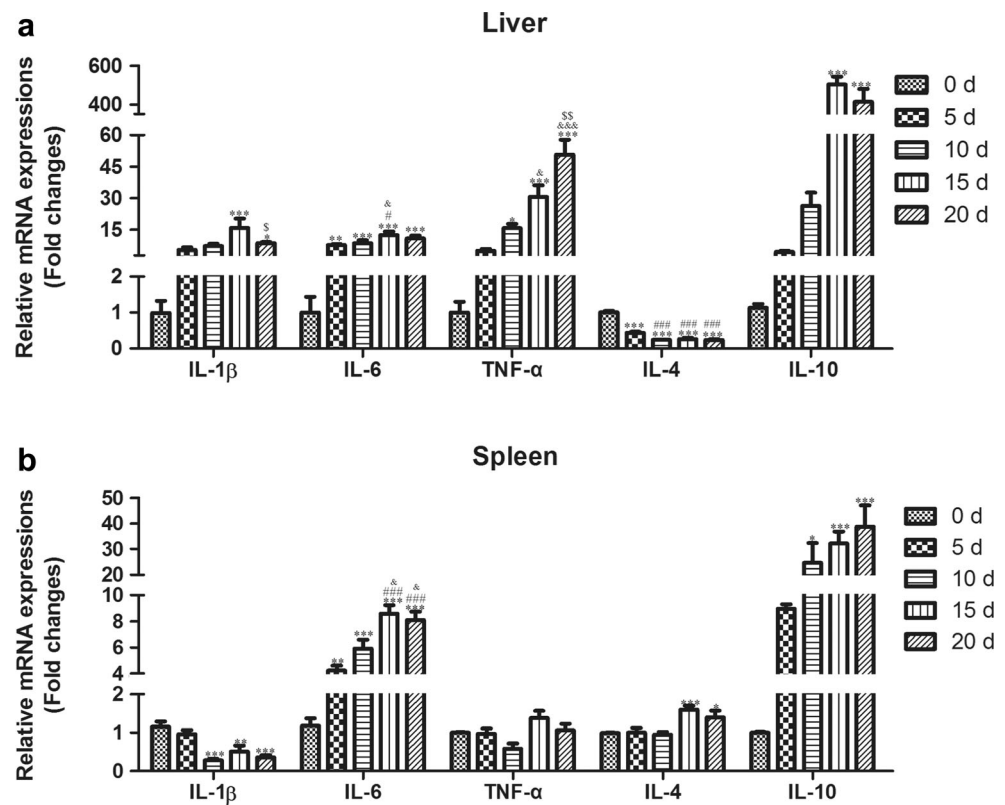 a
Liver
Relative mRNA expressions
(Fold changes)
600
400
60
30
15
2
1
0
***
$
*
**
***
&
#
***
***
*
&
***
$$
&&&
***
***
###
***
###
***
###
***
***
***
IL-1β
IL-6
TNF-α
IL-4
IL-10
0 d
5 d
10 d
15 d
20 d
b
Spleen
Relative mRNA expressions
(Fold changes)
50
40
30
20
10
8
6
4
2
1
0
***
***
***
**
***
&
###
***
&
###
***
***
*
*
***
***
IL-1β
IL-6
TNF-α
IL-4
IL-10
0 d
5 d
10 d
15 d
20 d